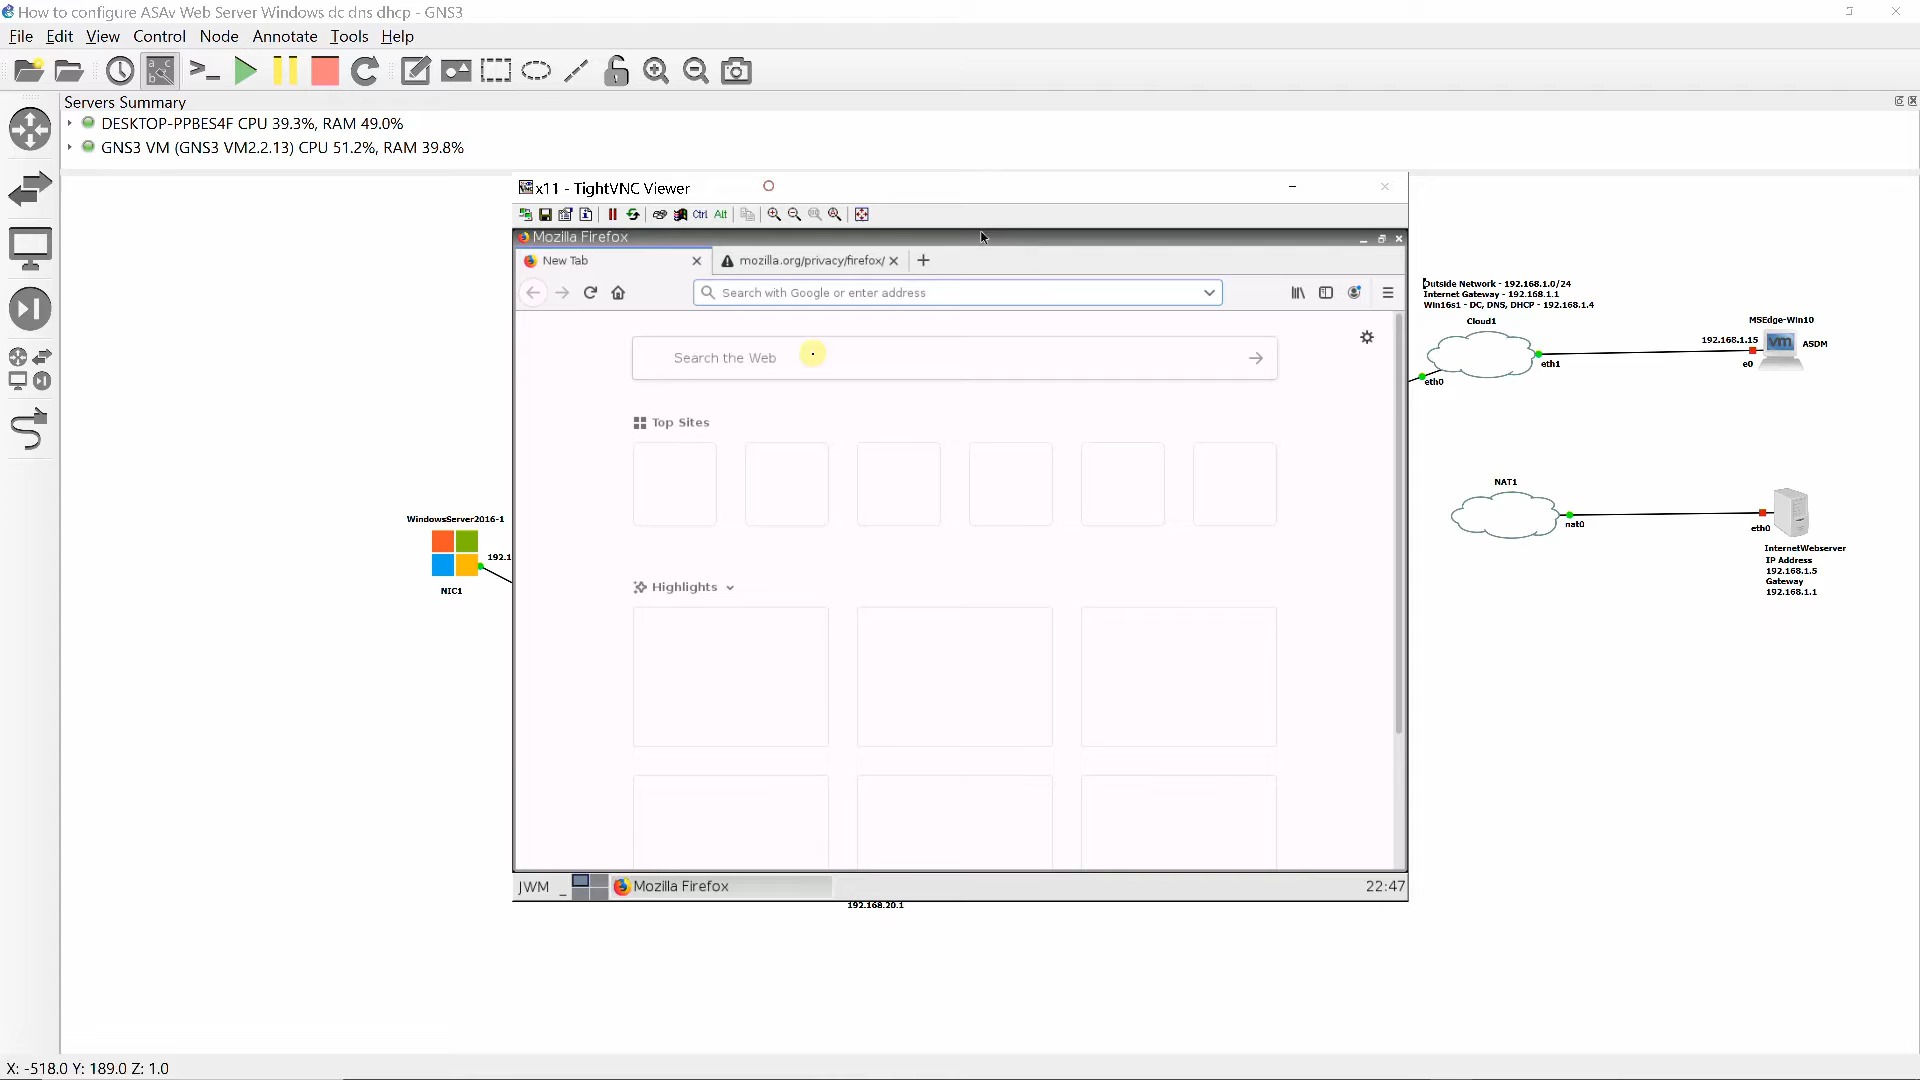 How to configure ASAv Web Server Windows dc dns dhcp - GNS3
File Edit View Control Node Annotate Tools Help
Servers Summary
DESKTOP-PPBES4F CPU 39.3%, RAM 49.0%
GNS3 VM (GNS3 VM2.2.13) CPU 51.2%, RAM 39.8%
x11 - TightVNC Viewer
Ctrl Alt
Mozilla Firefox
New Tab
mozilla.org/privacy/firefox/
Search with Google or enter address
Search the Web
Top Sites
Highlights
JWM
Mozilla Firefox
22:47
192.168.20.1
WindowsServer2016-1
192.1
NIC1
Outside Network - 192.168.1.0/24
Internet Gateway - 192.168.1.1
Win16s1 - DC, DNS, DHCP - 192.168.1.4
Cloud1
eth0
eth1
MSEdge-Win10
192.168.1.15
vm
ASDM
e0
NAT1
nat0
eth0
InternetWebserver
IP Address
192.168.1.5
Gateway
192.168.1.1
X: -518.0 Y: 189.0 Z: 1.0